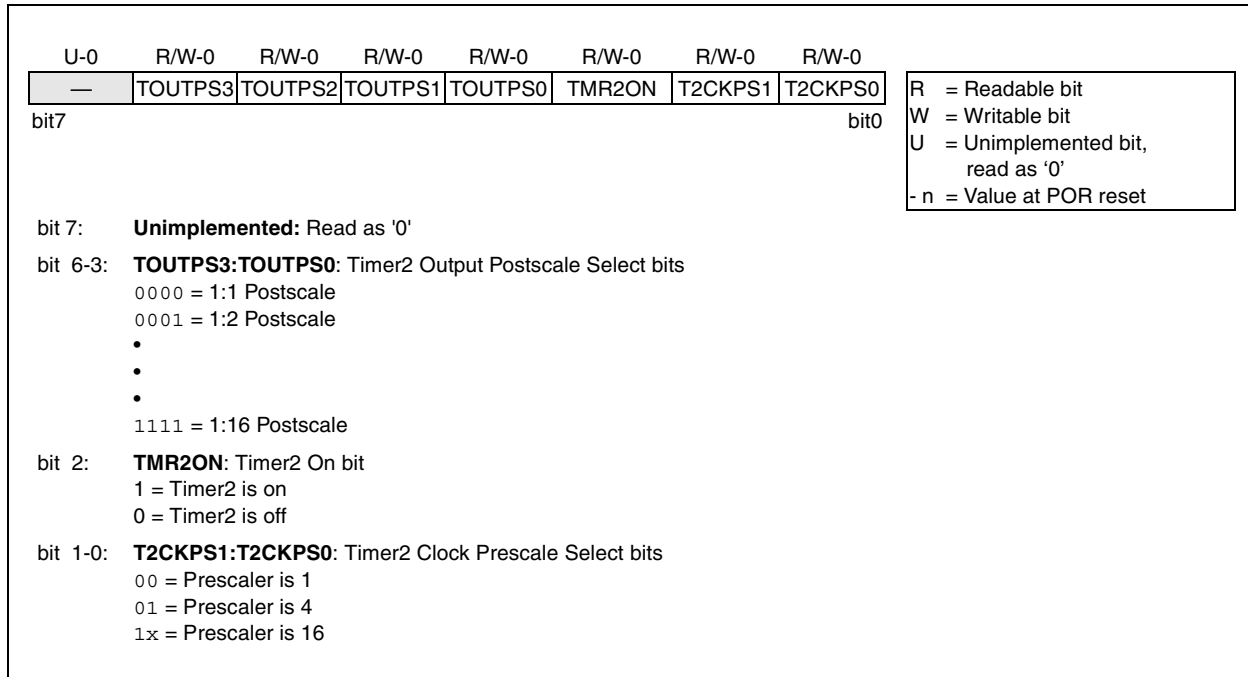 U-0 R/W-0 R/W-0 R/W-0 R/W-0 R/W-0 R/W-0 R/W-0
— TOUTPS3 TOUTPS2 TOUTPS1 TOUTPS0 TMR2ON T2CKPS1 T2CKPS0
bit7 bit0
R = Readable bit
W = Writable bit
U = Unimplemented bit,
read as ‘0’
- n = Value at POR reset
bit 7: Unimplemented: Read as '0'
bit 6-3: TOUTPS3:TOUTPS0: Timer2 Output Postscale Select bits
0000 = 1:1 Postscale
0001 = 1:2 Postscale
•
•
•
1111 = 1:16 Postscale
bit 2: TMR2ON: Timer2 On bit
1 = Timer2 is on
0 = Timer2 is off
bit 1-0: T2CKPS1:T2CKPS0: Timer2 Clock Prescale Select bits
00 = Prescaler is 1
01 = Prescaler is 4
1x = Prescaler is 16